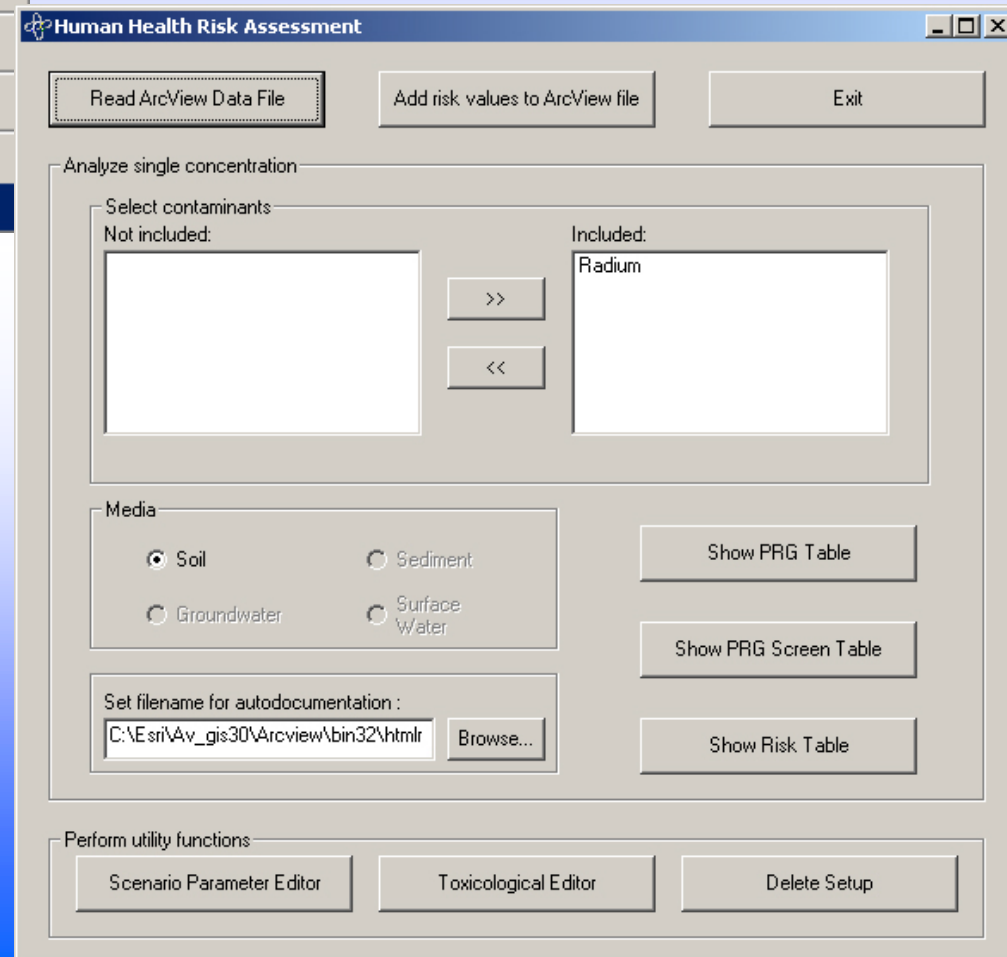 Human Health Risk Assessment
Read ArcView Data File
Add risk values to ArcView file
Exit
Analyze single concentration
Select contaminants
Not included:
Included:
Radium
>>
<<
Media
Soil
Sediment
Groundwater
Surface
Water
Show PRG Table
Show PRG Screen Table
Set filename for autodocumentation :
C:\Esri\Av_gis30\Arcview\bin32\htmlr
Browse...
Show Risk Table
Perform utility functions
Scenario Parameter Editor
Toxicological Editor
Delete Setup